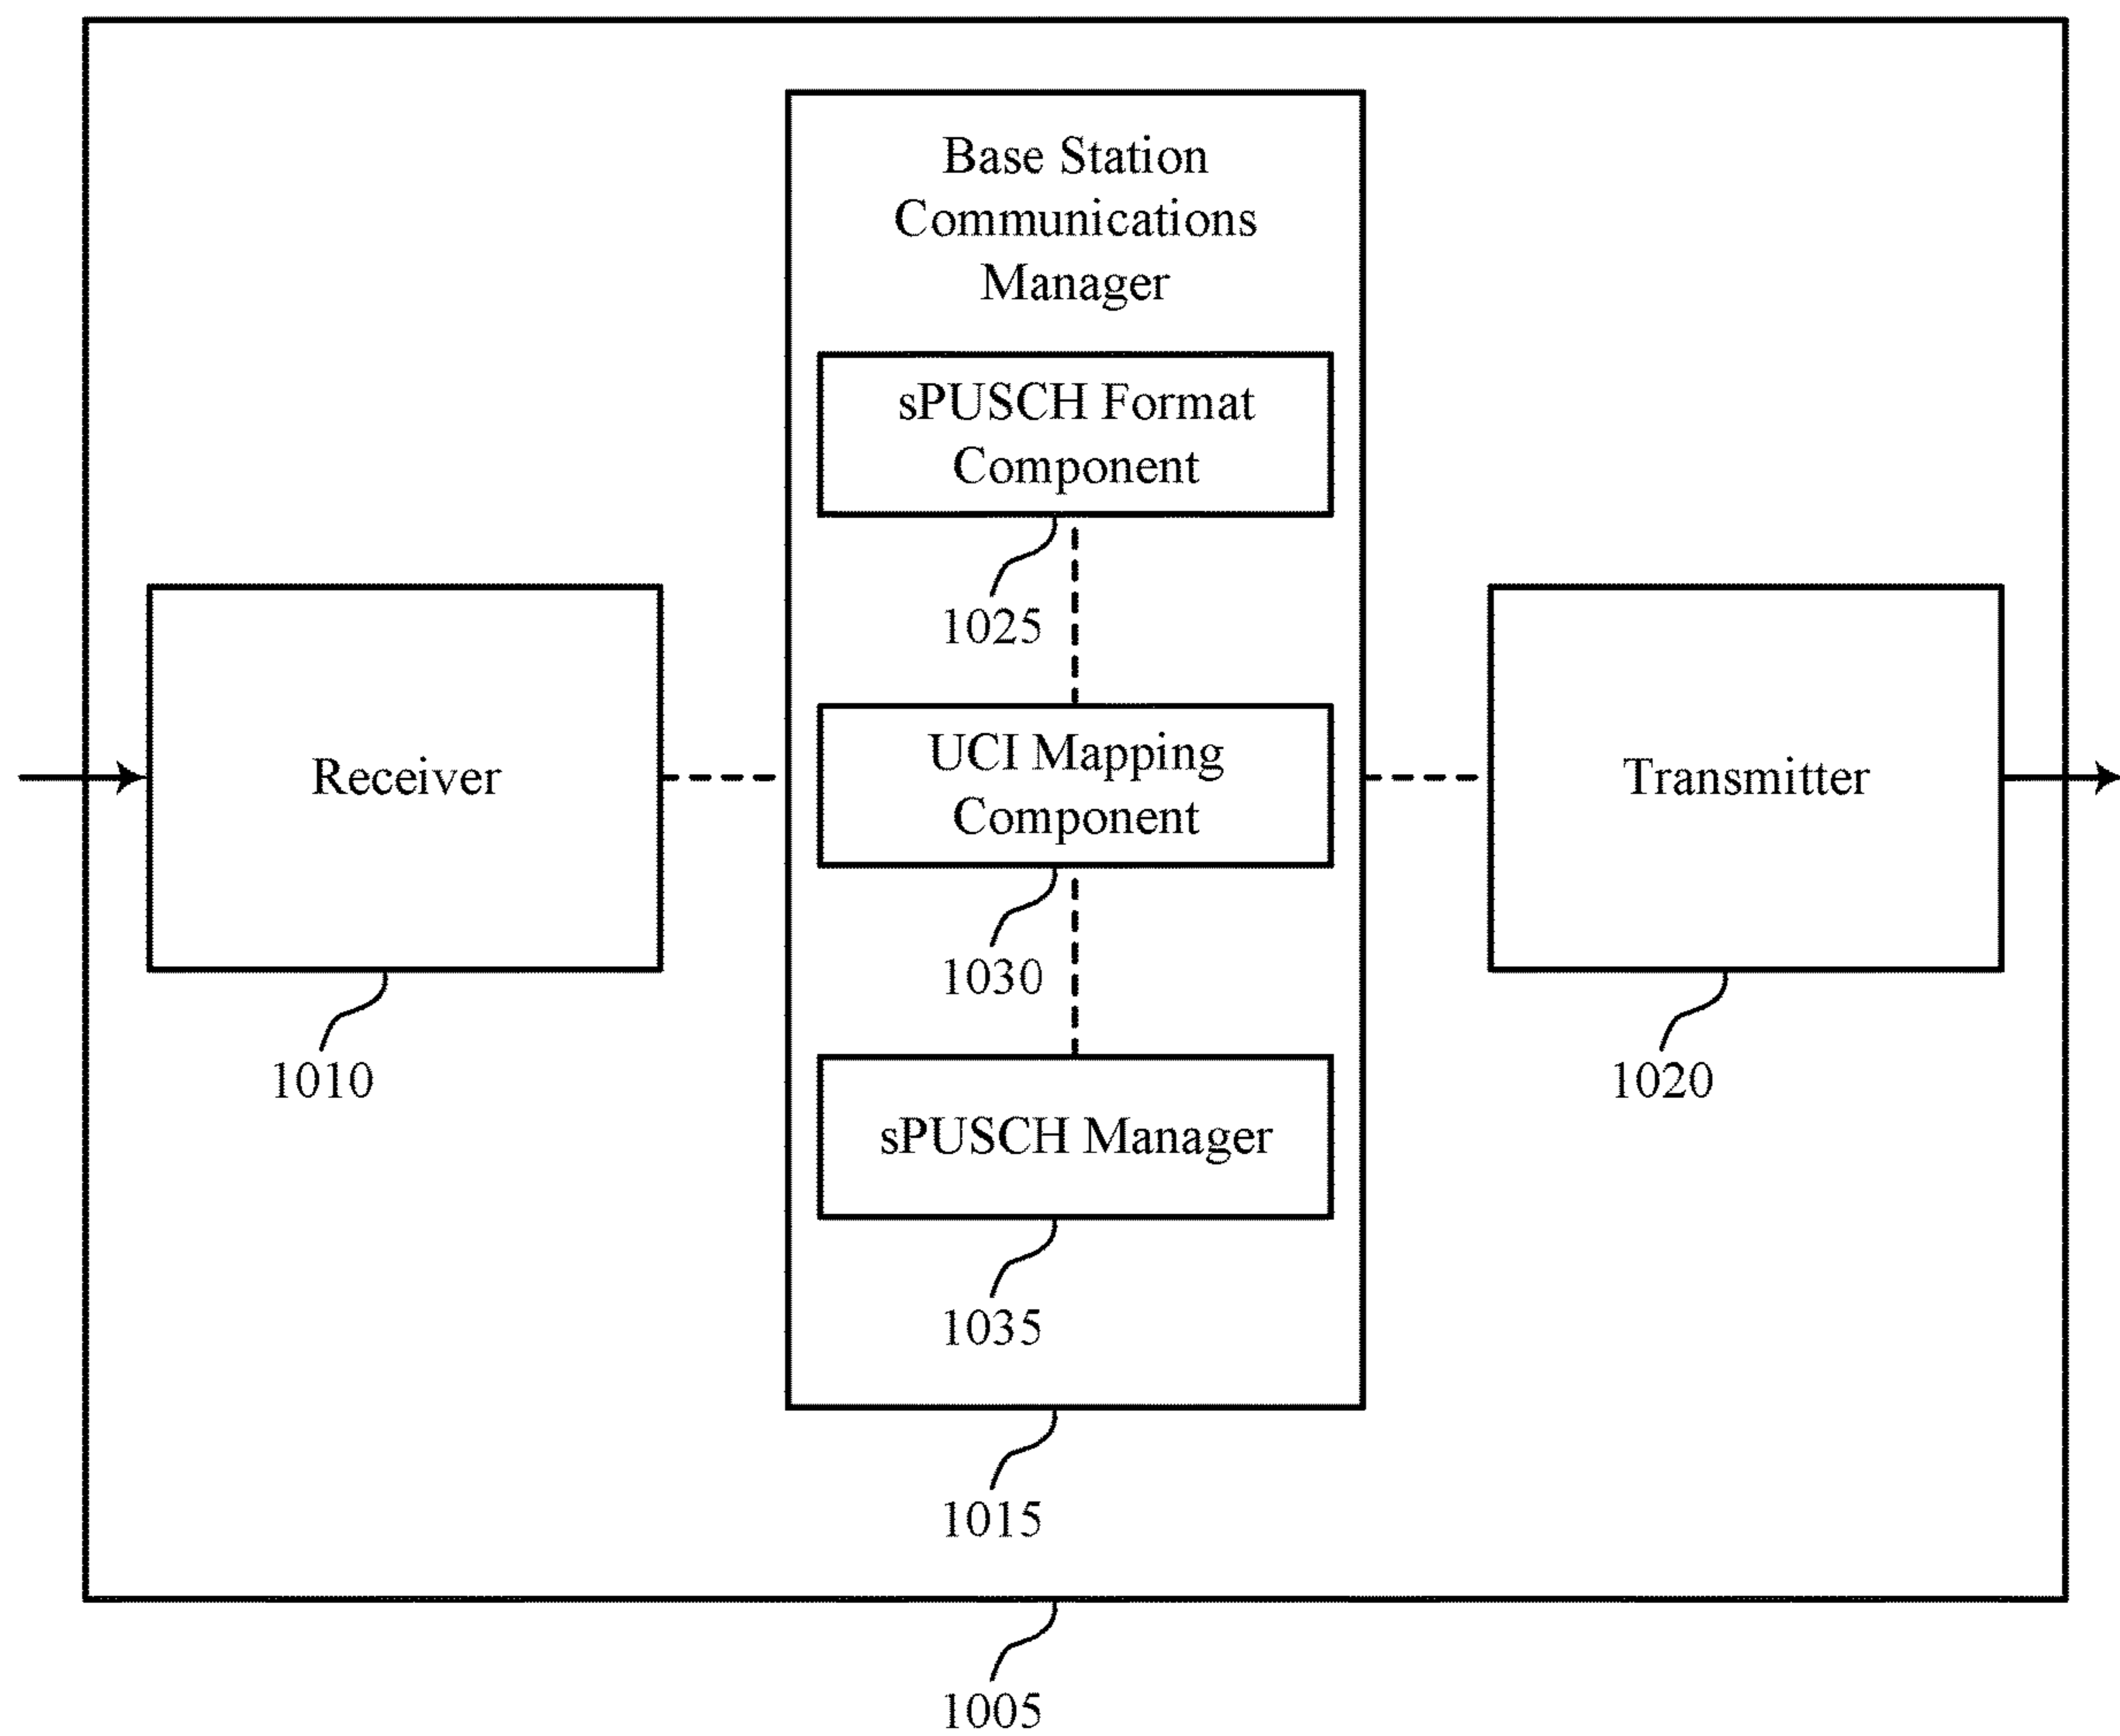 Base Station
Communications
Manager
sPUSCH Format
Component
1025
Receiver
UCI Mapping
Component
Transmitter
1030
1010
1020
sPUSCH Manager
1035
1015
1005